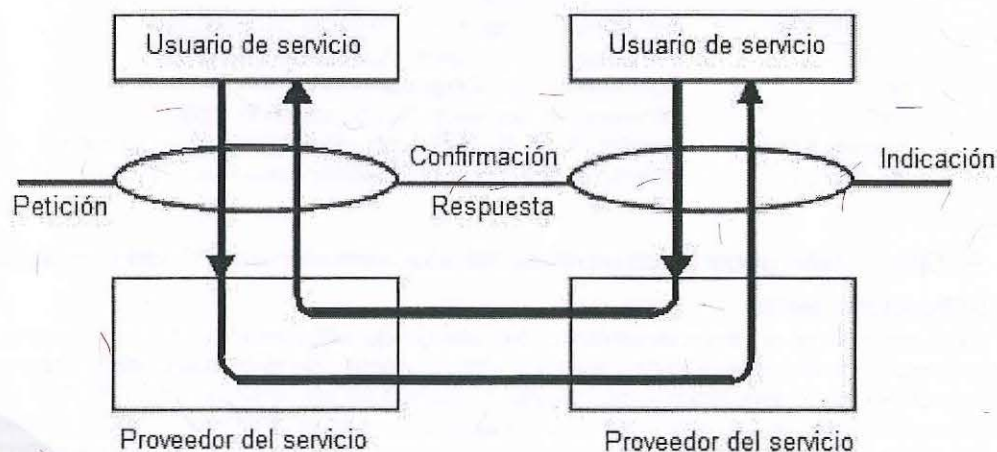 Usuario de servicio
Usuario de servicio
Confirmación
Indicación
Petición
Respuesta
Proveedor del servicio
Proveedor del servicio